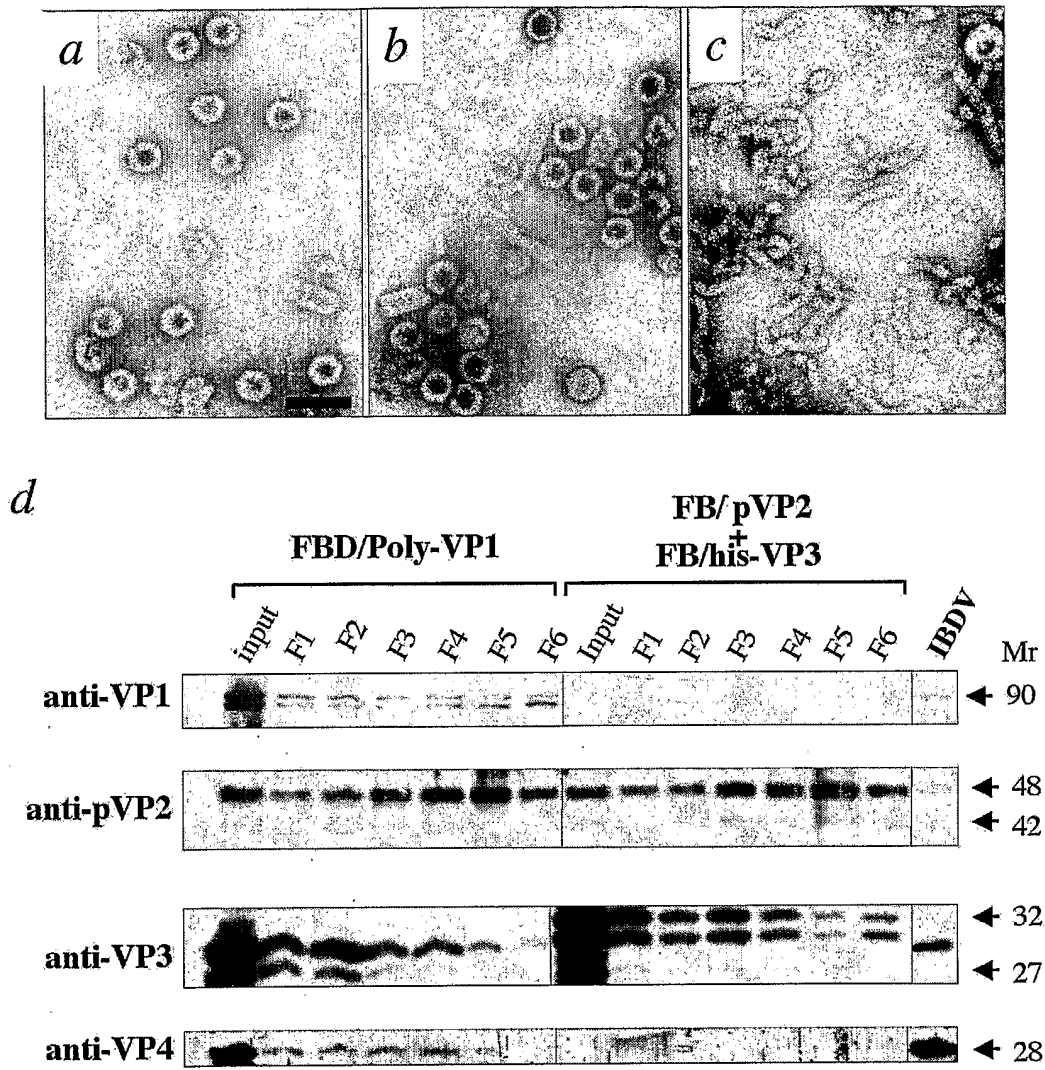 a b c
d
FBD/Poly-VP1
FB/pVP2
+
FB/his-VP3
input F1 F2 F3 F4 F5 F6 Input F1 F2 F3 F4 F5 F6 IBDV Mr
anti-VP1 90
anti-pVP2 48
42
anti-VP3 32
27
anti-VP4 28